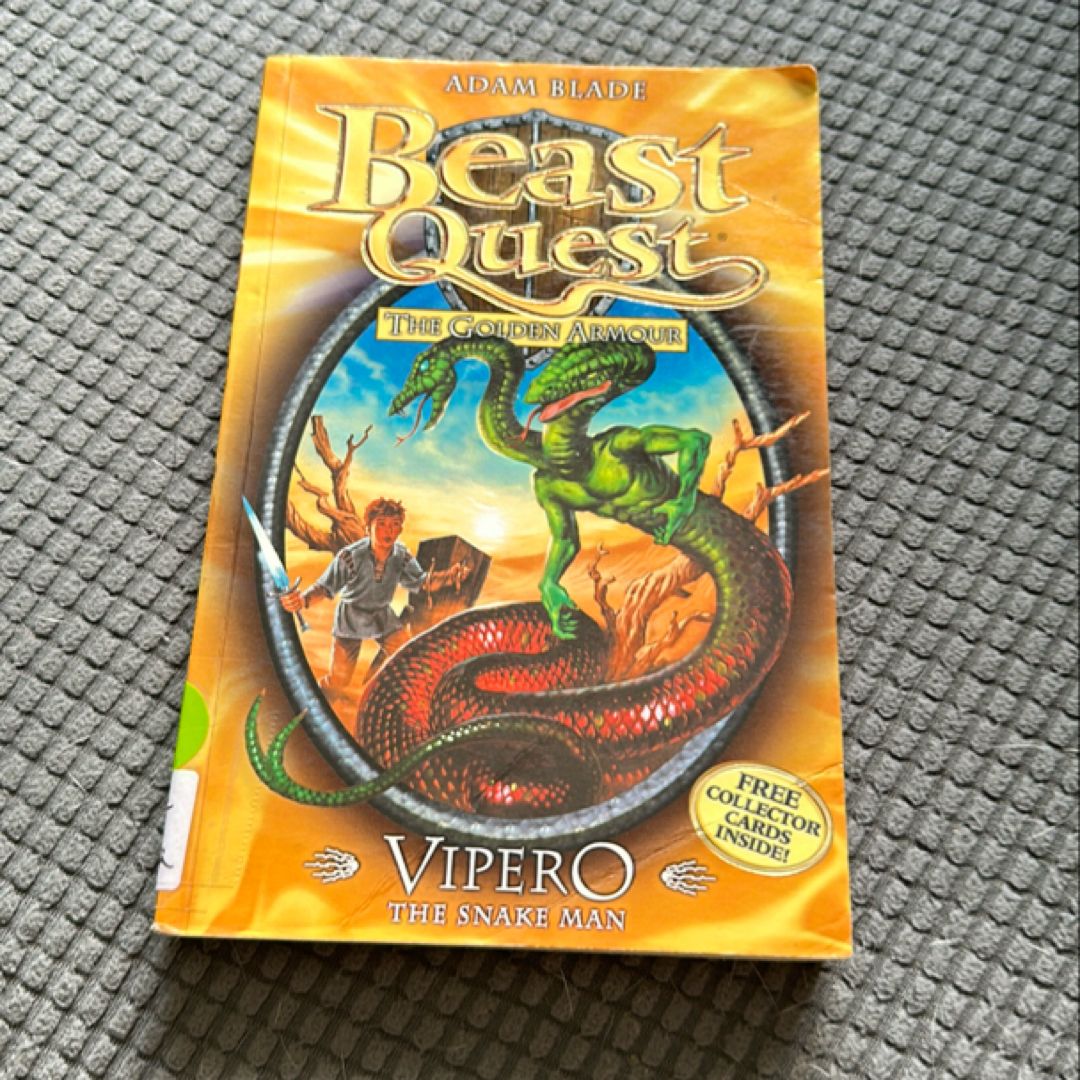 ADAM BLADE
Beast
Quest®
THE GOLDEN ARMOUR
FREE
COLLECTOR
CARDS
INSIDE!
VIPERO
THE SNAKE MAN